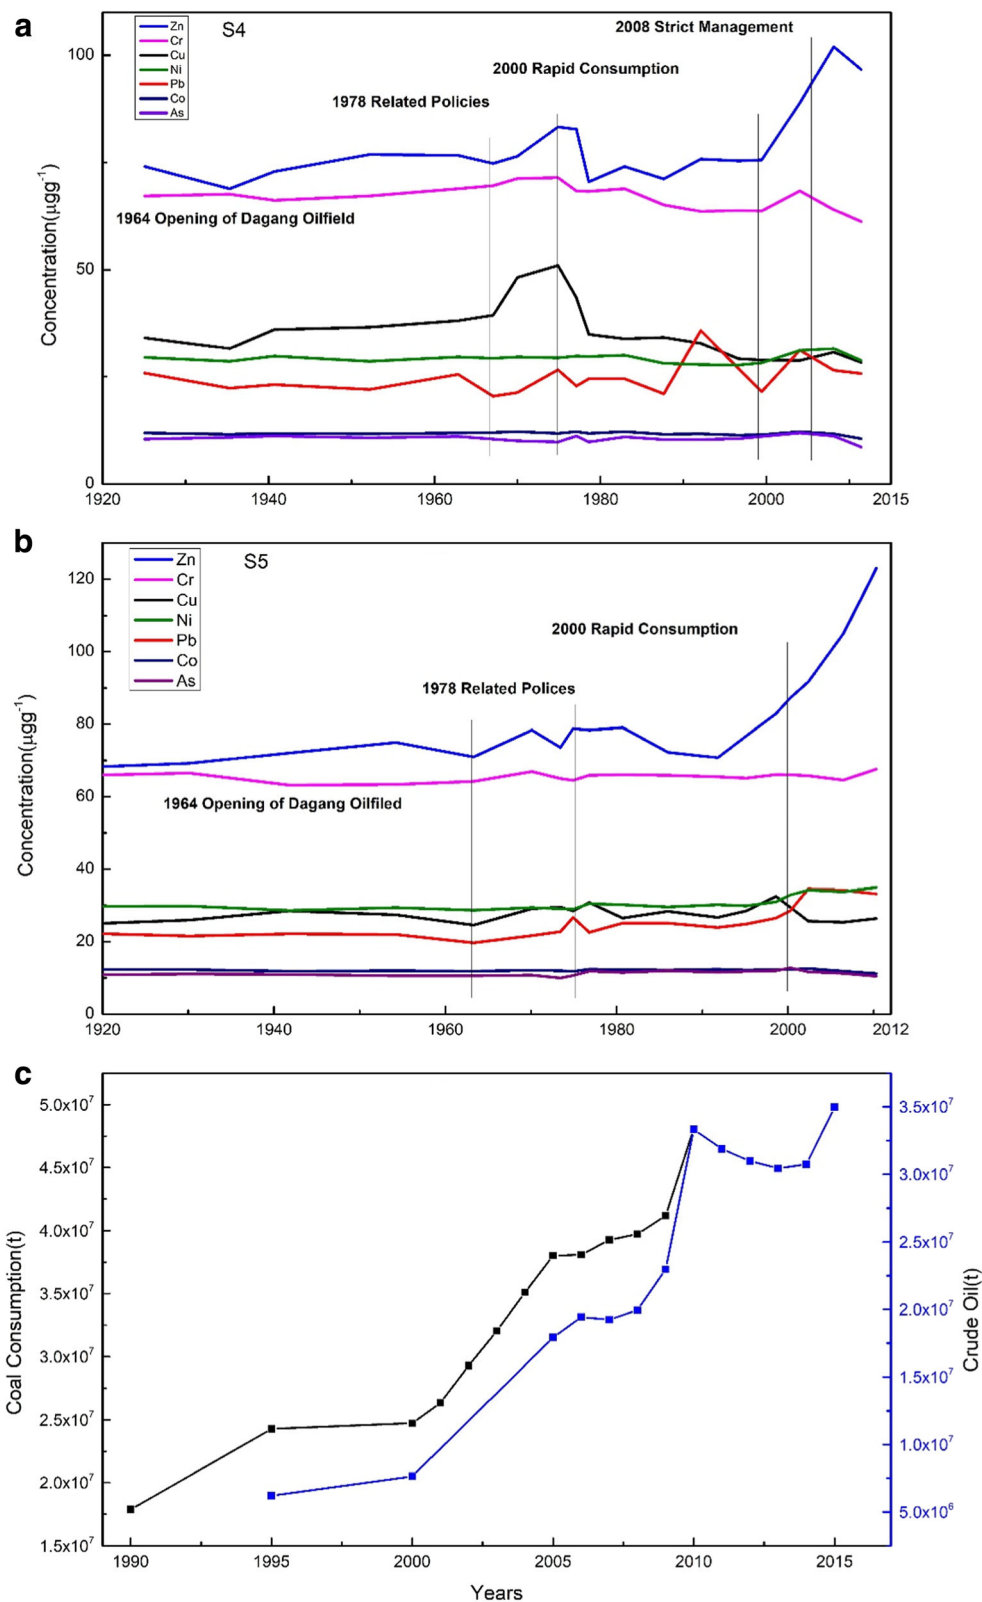 a
S4
Zn
Cr
Cu
Ni
Pb
Co
As
2008 Strict Management
2000 Rapid Consumption
1978 Related Policies
1964 Opening of Dagang Oilfield
Concentration(μgg⁻¹)
100
50
0
1920 1940 1960 1980 2000 2015
b
S5
Zn
Cr
Cu
Ni
Pb
Co
As
2000 Rapid Consumption
1978 Related Polices
1964 Opening of Dagang Oilfiled
Concentration(μgg⁻¹)
120
100
80
60
40
20
0
1920 1940 1960 1980 2000 2012
c
Coal Consumption(t)
5.0x10⁷
4.5x10⁷
4.0x10⁷
3.5x10⁷
3.0x10⁷
2.5x10⁷
2.0x10⁷
1.5x10⁷
3.5x10⁷
3.0x10⁷
2.5x10⁷
2.0x10⁷
1.5x10⁷
1.0x10⁷
5.0x10⁶
Crude Oil(t)
1990 1995 2000 2005 2010 2015
Years